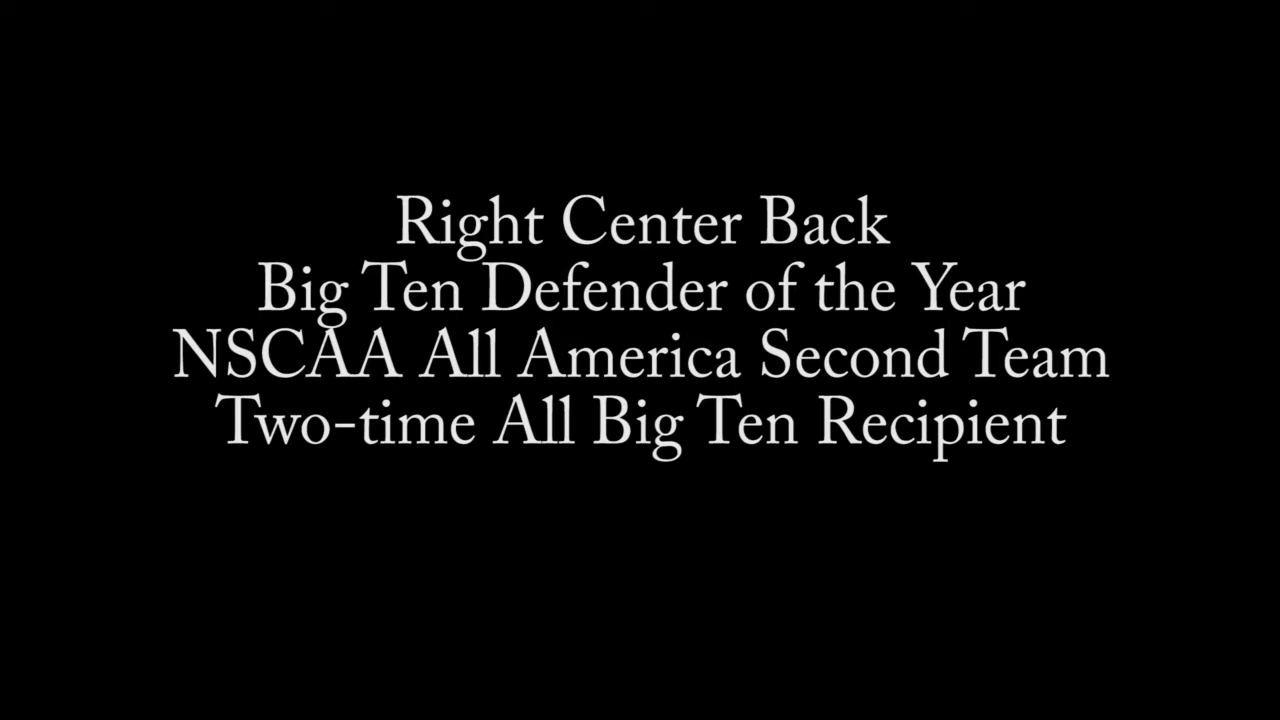 Right Center Back
Big Ten Defender of the Year
NSCAA All America Second Team
Two-time All Big Ten Recipient